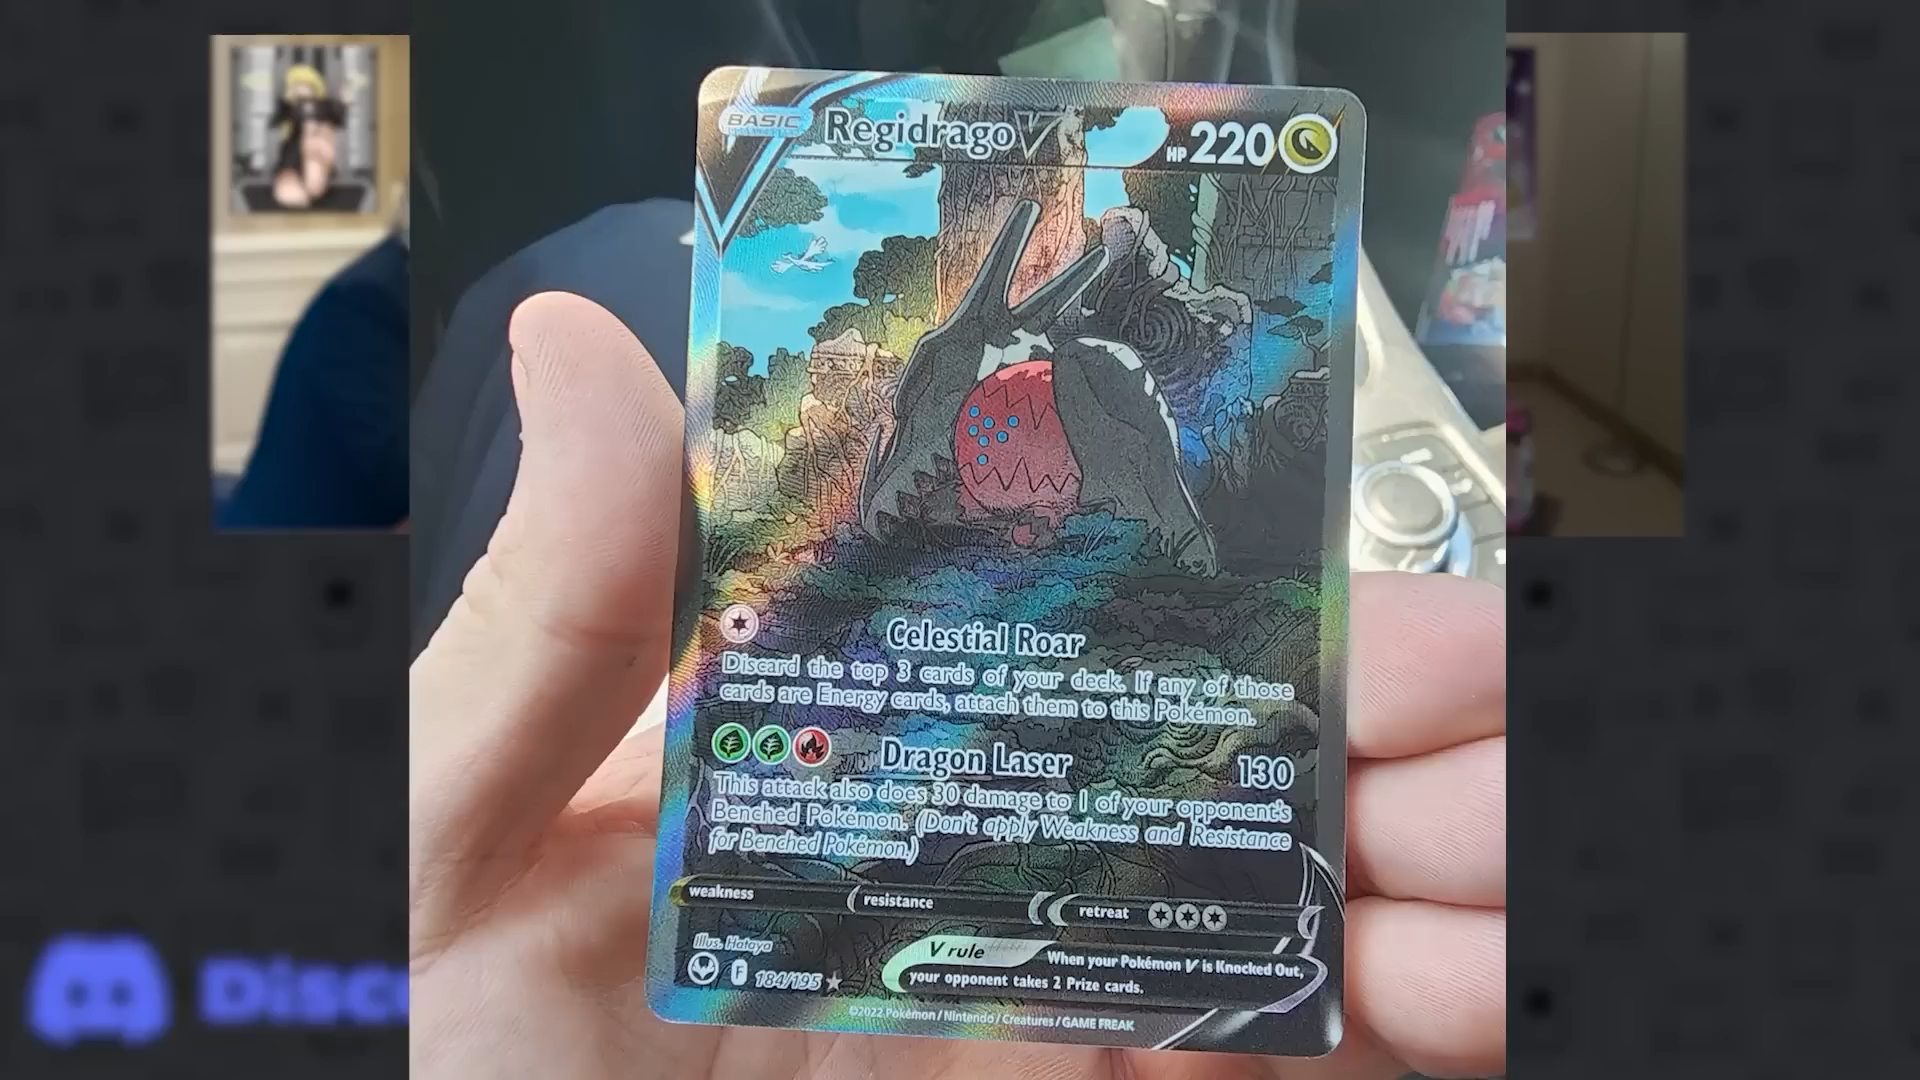 BASIC
Regidrago V
HP 220
Celestial Roar
Discard the top 3 cards of your deck. If any of those
cards are Energy cards, attach them to this Pokémon.
Dragon Laser 130
This attack also does 30 damage to 1 of your opponent's
Benched Pokémon. (Don't apply Weakness and Resistance
for Benched Pokémon.)
weakness
resistance
retreat
Illus. Hataya
F
184/195
V rule
When your Pokémon V is Knocked Out,
your opponent takes 2 Prize cards.
©2022 Pokémon / Nintendo / Creatures / GAME FREAK
Disc